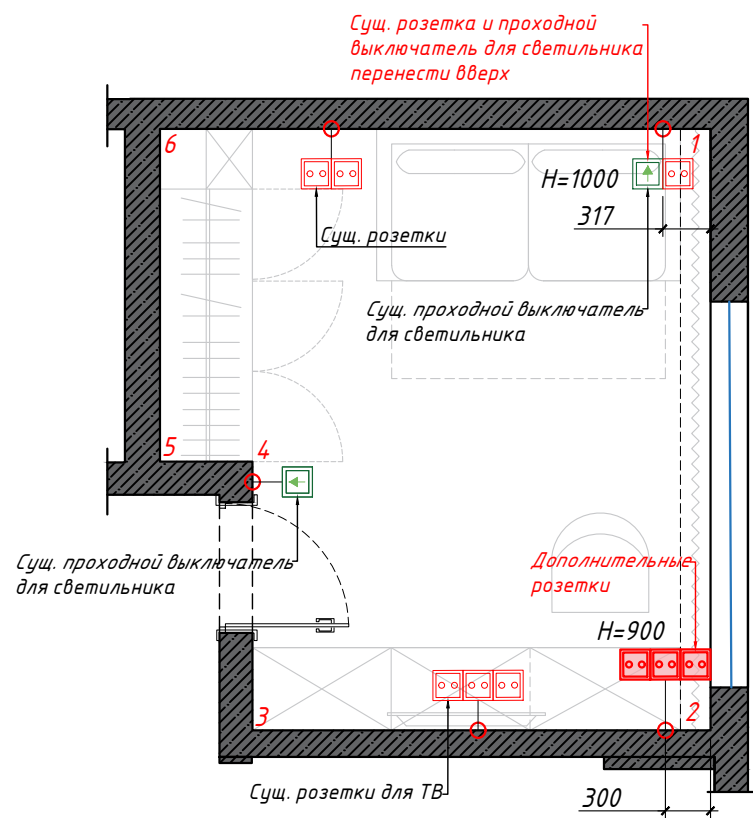 Сущ. розетка и проходной
выключатель для светильника
перенести вверх
6
1
H=1000
317
Сущ. розетки
Сущ. проходной выключатель
для светильника
5
4
Сущ. проходной выключатель
для светильника
Дополнительные
розетки
H=900
3
2
Сущ. розетки для ТВ
300